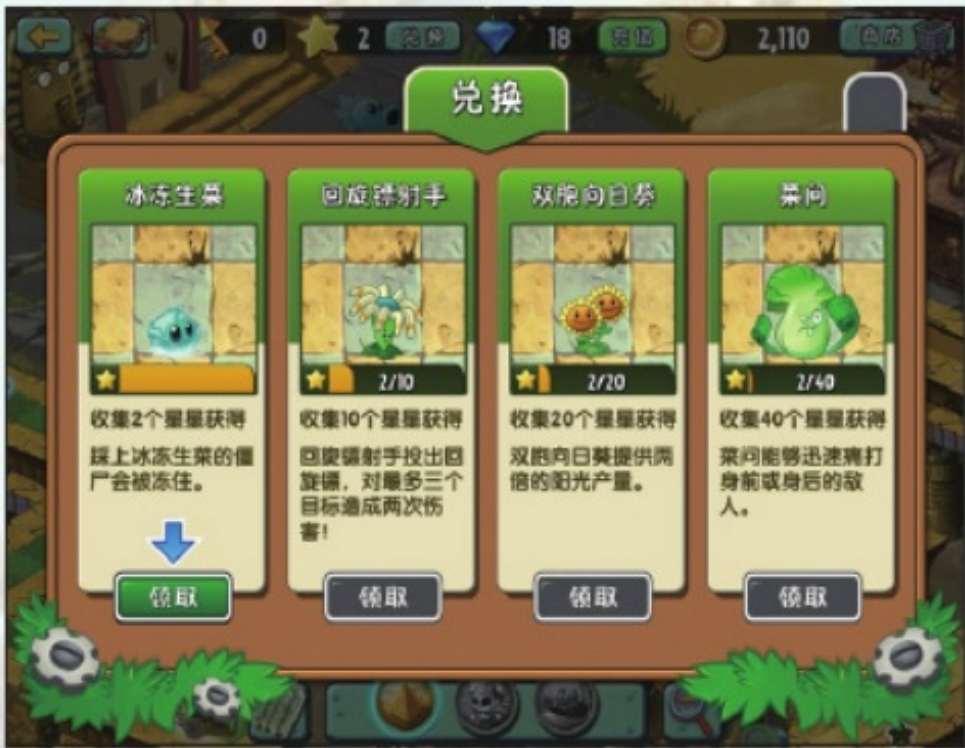 0
2
兑换
18
充值
2,110
商店
兑换
冰冻生菜
收集2个星星获得
踩上冰冻生菜的僵
尸会被冻住。
领取
回旋镖射手
2/10
收集10个星星获得
回旋镖射手投出回
旋镖，对最多三个
目标造成两次伤
害！
领取
双胞向日葵
2/20
收集20个星星获得
双胞向日葵提供两
倍的阳光产量。
领取
菜问
2/40
收集40个星星获得
菜问能够迅速痛打
身前或身后的敌
人。
领取